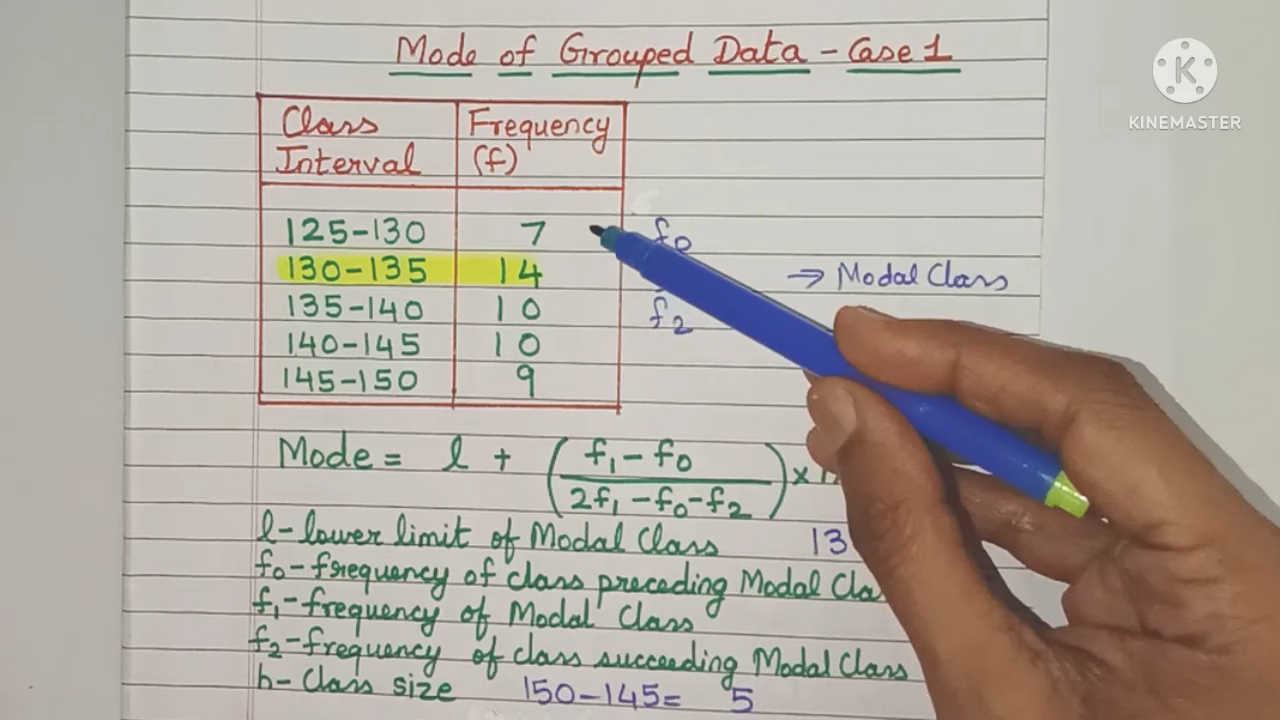 Mode of Grouped Data - Case 1
KINEMASTER
Class Interval Frequency (f)
125-130 7 f0
130-135 14 → Modal Class
135-140 10 f2
140-145 10
145-150 9
Mode = l + (f1-f0 / 2f1-f0-f2) ×
l-lower limit of Modal Class 13
f0-frequency of class preceding Modal
f1-frequency of Modal Class
f2-frequency of class succeeding Modal Class
h- Class size 150-145= 5